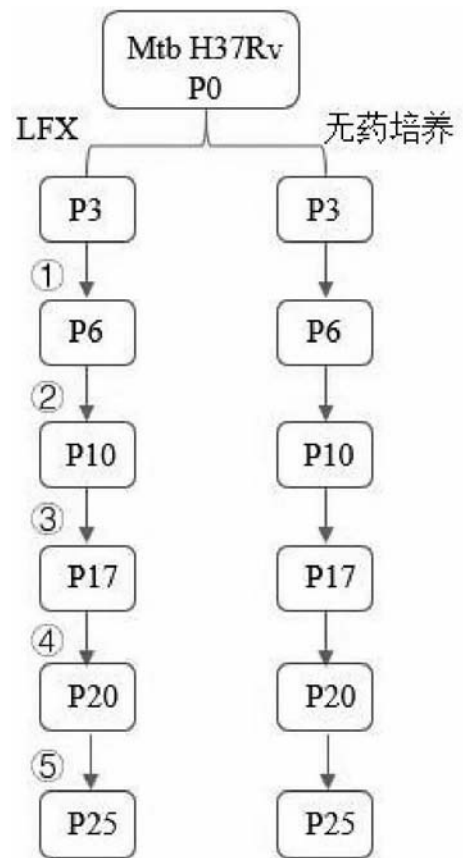 Mtb H37Rv
P0
LFX 无药培养
P3 P3
①
P6 P6
②
P10 P10
③
P17 P17
④
P20 P20
⑤
P25 P25